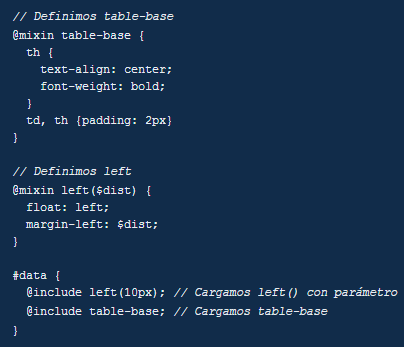 // Definimos table-base
@mixin table-base {
  th {
    text-align: center;
    font-weight: bold;
  }
  td, th {padding: 2px}
}

// Definimos left
@mixin left($dist) {
  float: left;
  margin-left: $dist;
}

#data {
  @include left(10px); // Cargamos left() con parámetro
  @include table-base; // Cargamos table-base
}